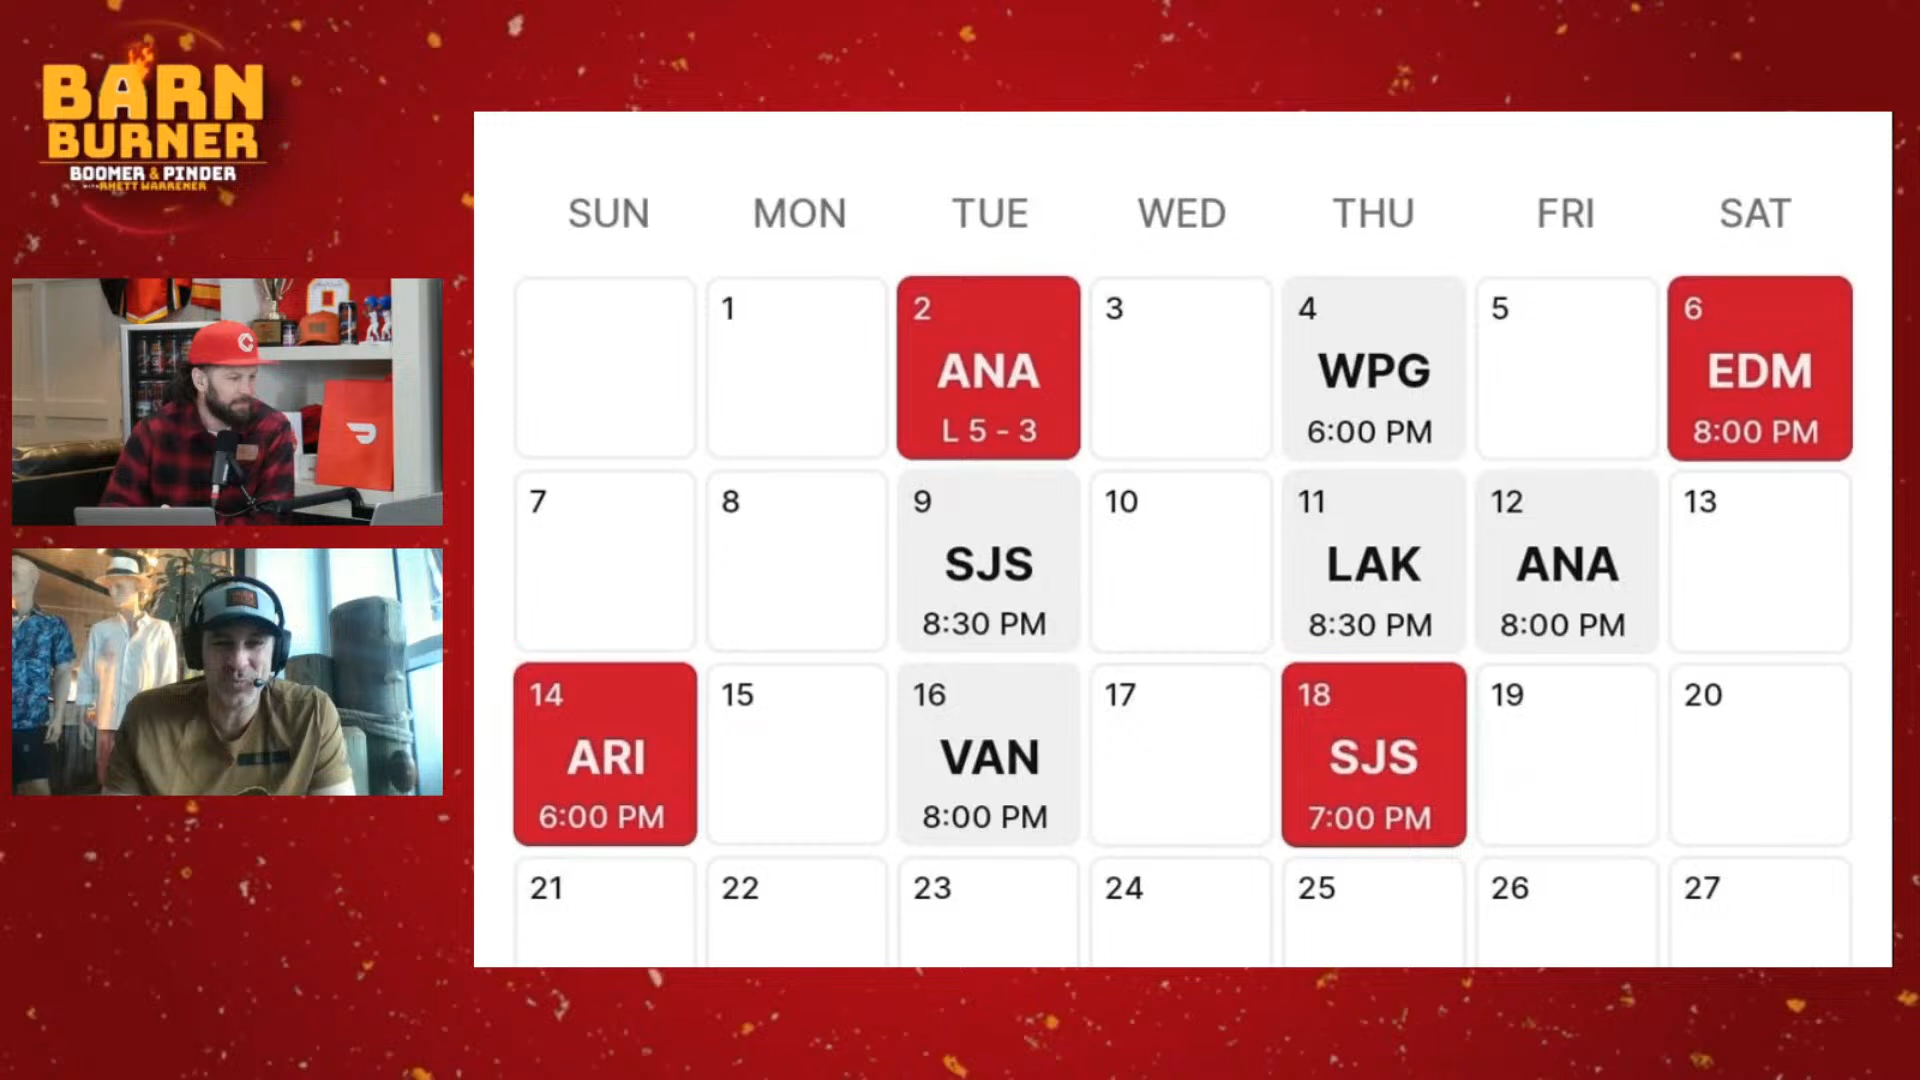 BARN
BURNER
BOOMER & PINDER
WITH RHETT WARRENER
SUN MON TUE WED THU FRI SAT
1 2 3 4 5 6
ANA WPG EDM
L 5 - 3 6:00 PM 8:00 PM
7 8 9 10 11 12 13
SJS LAK ANA
8:30 PM 8:30 PM 8:00 PM
14 15 16 17 18 19 20
ARI VAN SJS
6:00 PM 8:00 PM 7:00 PM
21 22 23 24 25 26 27